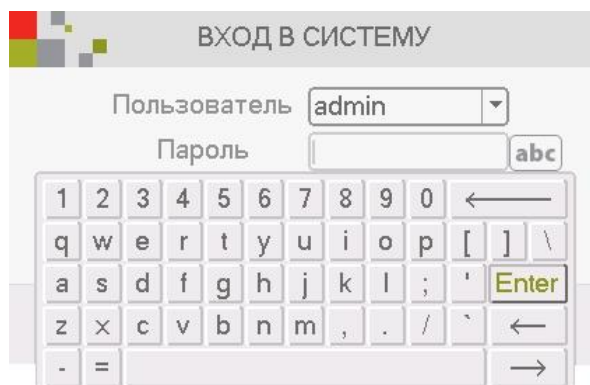 ВХОД В СИСТЕМУ
Пользователь admin
Пароль abc
1 2 3 4 5 6 7 8 9 0 ←
q w e r t y u i o p [ ] \
a s d f g h j k l ; ' Enter
z x c v b n m , . / ` ←
- = →